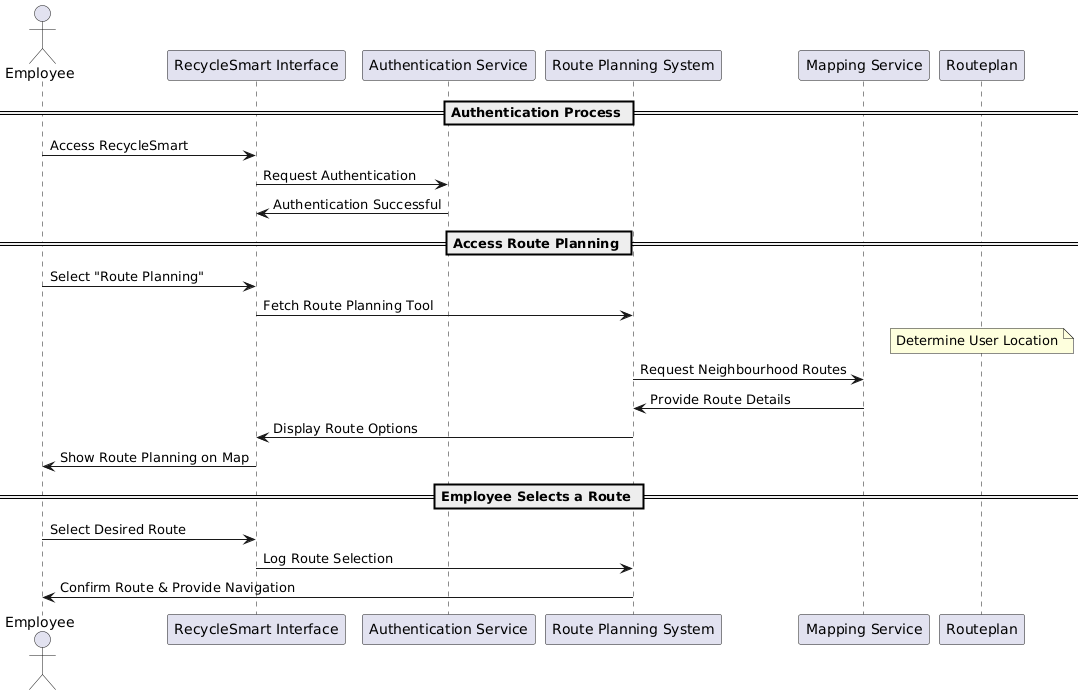 Employee
RecycleSmart Interface
Authentication Service
Route Planning System
Mapping Service
Routeplan
Authentication Process
Access RecycleSmart
Request Authentication
Authentication Successful
Access Route Planning
Select "Route Planning"
Fetch Route Planning Tool
Determine User Location
Request Neighbourhood Routes
Provide Route Details
Display Route Options
Show Route Planning on Map
Employee Selects a Route
Select Desired Route
Log Route Selection
Confirm Route & Provide Navigation
Employee
RecycleSmart Interface
Authentication Service
Route Planning System
Mapping Service
Routeplan